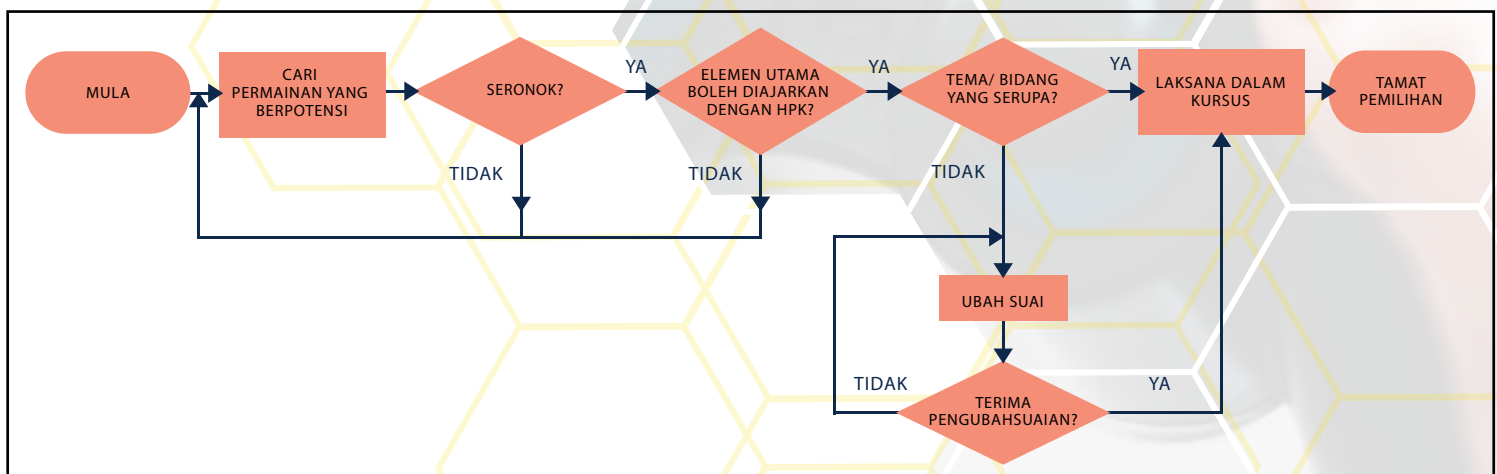 MULA
CARI
PERMAINAN YANG
BERPOTENSI
SERONOK?
YA
TIDAK
ELEMEN UTAMA
BOLEH DIAJARKAN
DENGAN HPK?
YA
TIDAK
TEMA/ BIDANG
YANG SERUPA?
YA
TIDAK
LAKSANA DALAM
KURSUS
TAMAT
PEMILIHAN
UBAH SUAI
TERIMA
PENGUBAHSUAIAN?
TIDAK
YA